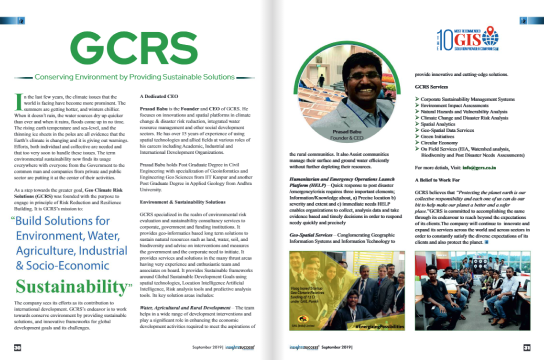 GCRS
Conserving Environment by Providing Sustainable Solutions
In the last few years, the climate issues that the
world is facing have become more prominent. The
summers are getting hotter, and winters chillier.
When it doesn't rain, the water sources dry up quicker
than ever and when it rains, floods come up in no time.
The rising earth temperature and sea-level, and the
thinning ice sheets in the poles are all evidence that the
Earth's climate is changing and it is giving us warnings.
Efforts, both individual and collective are needed and
that too very soon to handle these issues. The term
environmental sustainability now finds its usage
everywhere with everyone from the Government to the
common man and companies from private and public
sector are putting it at the center of their activities.
As a step towards the greater goal, Geo Climate Risk
Solutions (GCRS) was founded with the purpose to
engage in principle of Risk Reduction and Resilience
Building. It is GCRS's mission to
"Build Solutions for
Environment, Water,
Agriculture, Industrial
& Socio-Economic
Sustainability"
The company sees its efforts as its contribution to
international development. GCRS's endeavor is to work
towards conserve environment by providing sustainable
solutions, and innovative frameworks for global
development goals and its challenges.
A Dedicated CEO
Prasad Babu is the Founder and CEO of GCRS. He
focuses on innovations and spatial platforms in climate
change & disaster risk reduction, integrated water
resource management and other social development
sectors. He has over 15 years of experience of using
spatial technologies and allied fields at various roles of
his careers including Academic, Industrial and
International Development Organizations.
Prasad Babu holds Post Graduate Degree in Civil
Engineering with specialization of Geoinformatics and
Engineering Geo Sciences from IIT Kanpur and another
Post Graduate Degree in Applied Geology from Andhra
University.
Environment & Sustainability Solutions
GCRS specialized in the realm of environmental risk
evaluation and sustainability consultancy services to
corporate, government and funding institutions. It
provides geo-informatics based long term solutions to
sustain natural resources such as land, water, soil, and
biodiversity and advise on interventions and measures
the government and the corporate need to initiate. It
provides services and solutions in the many thrust areas
having very experience and enthusiastic team and
associates on board. It provides Sustainable frameworks
around Global Sustainable Development Goals using
spatial technologies, Location Intelligence Artificial
Intelligence, Risk analysis tools and predictive analysis
tools. Its key solution areas includes:
Water, Agricultural and Rural Development – The team
helps in a wide range of development interventions and
play a significant role in enhancing the economic
development activities required to meet the aspirations of
30
September 2019
insightssuccess
Prasad Babu
Founder & CEO
the rural communities. It also Assist communities
manage their surface and ground water efficiently
without further depleting their resources.
Humanitarian and Emergency Operations Launch
Platform (HELP) – Quick response to post disaster
/emergency/crisis requires three important elements;
Information/Knowledge about, a) Precise location b)
severity and extent and c) immediate needs HELP
enables organizations to collect, analysis data and take
evidence based and timely decisions in order to respond
needy quickly and precisely
Geo-Spatial Services – Complementing Geographic
Information Systems and Information Technology to
#EngineeringPossibilities
10
GIS
provide innovative and cutting-edge solutions.
GCRS Services
Corporate Sustainability Management Systems
Environment Impact Assessments
Natural Hazards and Vulnerability Analysis
Climate Change and Disaster Risk Analysis
Spatial Analytics
Geo-Spatial Data Services
Green Initiatives
Circular Economy
On Field Services (EIA, Watershed analysis,
Biodiversity and Post Disaster Needs Assessments)
For more details, Visit: info@gcrs.co.in
A Belief to Work For
GCRS believes that "Protecting the planet earth is our
collective responsibility and each one of us can do our
bit to help make our planet a better and a safer
place."GCRS is committed to accomplishing the same
through its endeavour to reach beyond the expectations
of its clients. The company will continue to innovate and
expand its services across the world and across sectors in
order to constantly satisfy the diverse expectations of its
clients and also protect the planet.
insightssuccess
September 2019
31